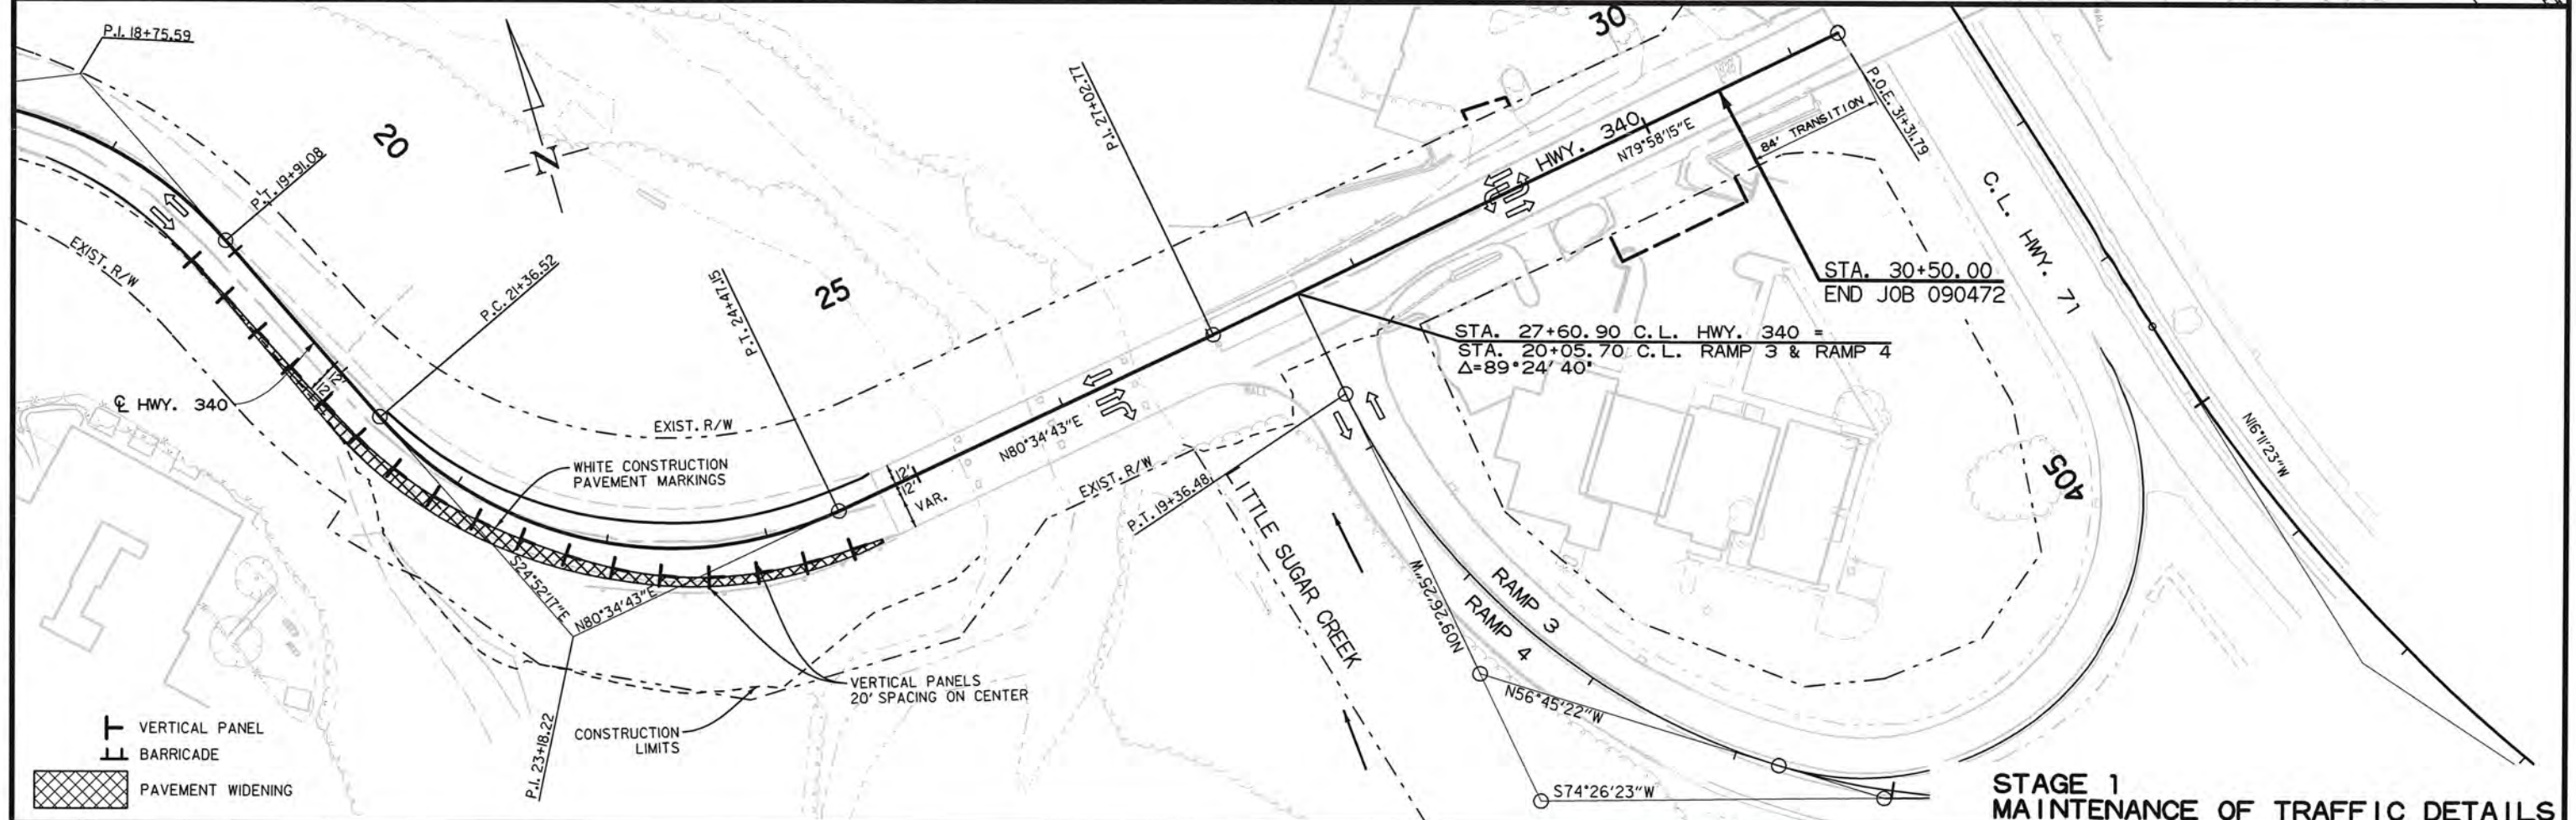 P.I. 18+75.59
20
P.T. 19+91.08
N
P.C. 21+36.52
EXIST. R/W
℄ HWY. 340
12'
12'
P.T. 24+47.15
25
P.I. 27+02.77
30
HWY. 340
N79°58'15"E
84' TRANSITION
P.O.E. 31+31.79
C.L. HWY. 71
STA. 30+50.00
END JOB 090472
STA. 27+60.90 C.L. HWY. 340 =
STA. 20+05.70 C.L. RAMP 3 & RAMP 4
Δ=89°24'40"
EXIST. R/W
WHITE CONSTRUCTION
PAVEMENT MARKINGS
12'
12'
VAR.
N80°34'43"E
EXIST. R/W
WALL
P.T. 19+36.48
LITTLE SUGAR CREEK
N16°11'23"W
405
S24°52'17"E
N80°34'43"E
N09°26'25"W
RAMP 3
RAMP 4
VERTICAL PANELS
20' SPACING ON CENTER
N56°45'22"W
P.I. 23+18.22
CONSTRUCTION
LIMITS
S74°26'23"W
VERTICAL PANEL
BARRICADE
PAVEMENT WIDENING
STAGE 1
MAINTENANCE OF TRAFFIC DETAILS